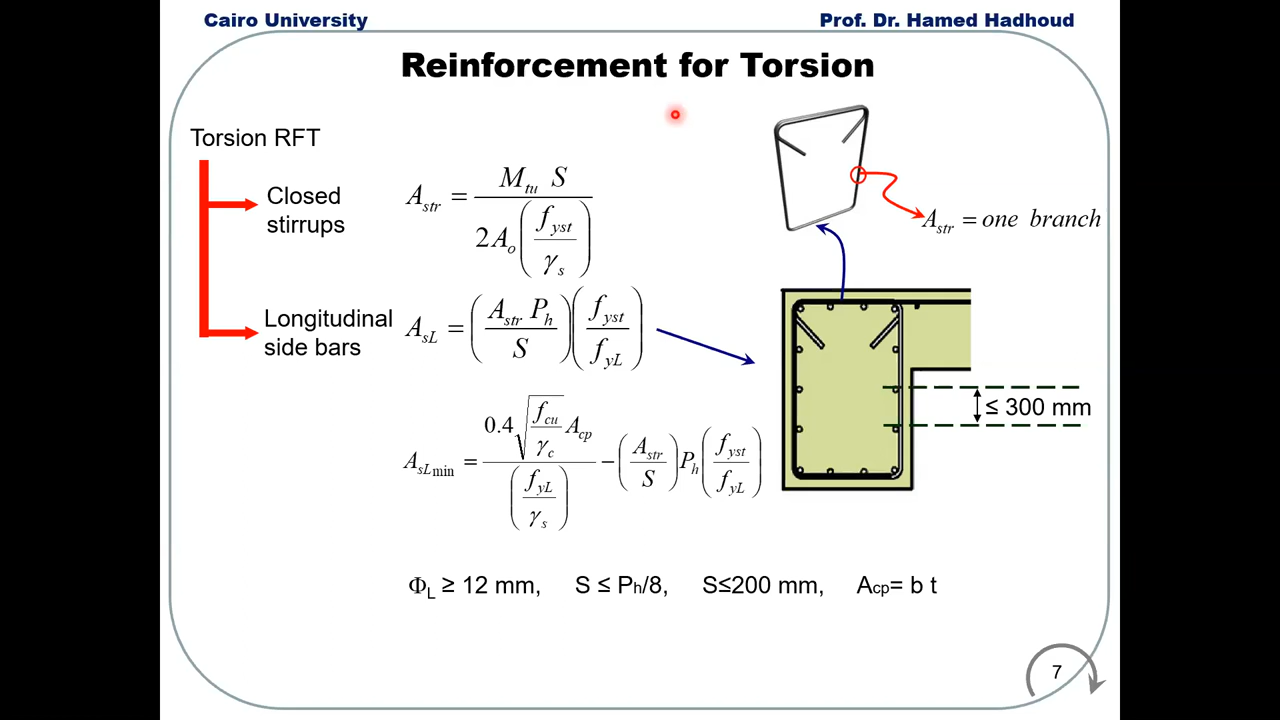 Cairo University
Prof. Dr. Hamed Hadhoud
Reinforcement for Torsion
Torsion RFT
Closed
stirrups
A_str = (M_tu S) / (2A_o (f_yst / γ_s))
A_str = one branch
Longitudinal
side bars
A_sL = (A_str P_h / S) (f_yst / f_yL)
≤ 300 mm
A_sL min = (0.4 √(f_cu / γ_c) A_cp) / (f_yL / γ_s) − (A_str / S) P_h (f_yst / f_yL)
Φ_L ≥ 12 mm, S ≤ P_h/8, S≤200 mm, A_cp= b t
7